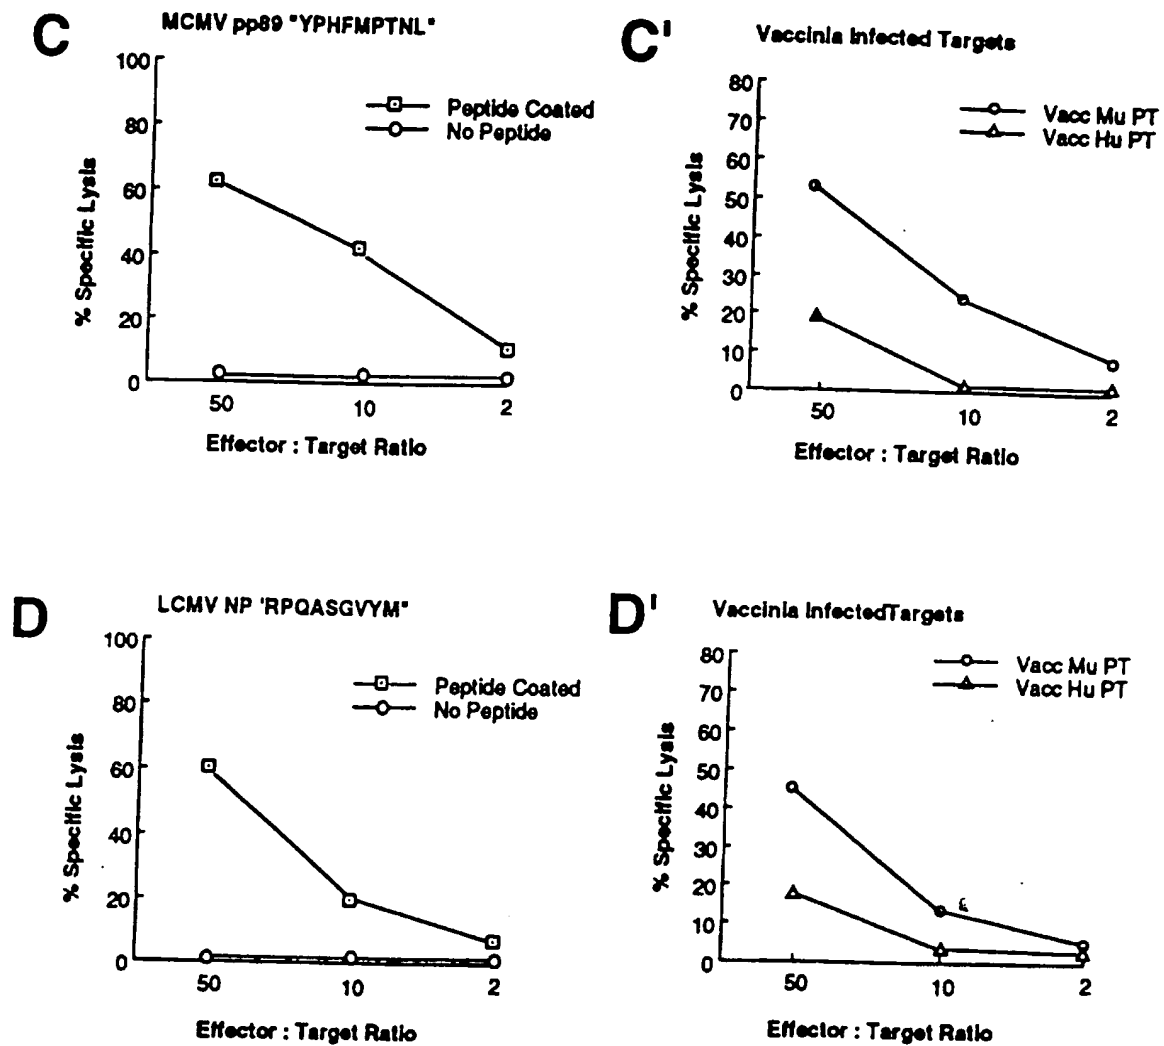 C
MCMV pp89 "YPHFMPTNL"
100
80
60
40
20
0
% Specific Lysis
Peptide Coated
No Peptide
50
10
2
Effector : Target Ratio
C'
Vaccinia Infected Targets
80
70
60
50
40
30
20
10
0
% Specific Lysis
Vacc Mu PT
Vacc Hu PT
50
10
2
Effector : Target Ratio
D
LCMV NP 'RPQASGVYM"
100
80
60
40
20
0
% Specific Lysis
Peptide Coated
No Peptide
50
10
2
Effector : Target Ratio
D'
Vaccinia InfectedTargets
80
70
60
50
40
30
20
10
0
% Specific Lysis
Vacc Mu PT
Vacc Hu PT
50
10
2
Effector : Target Ratio